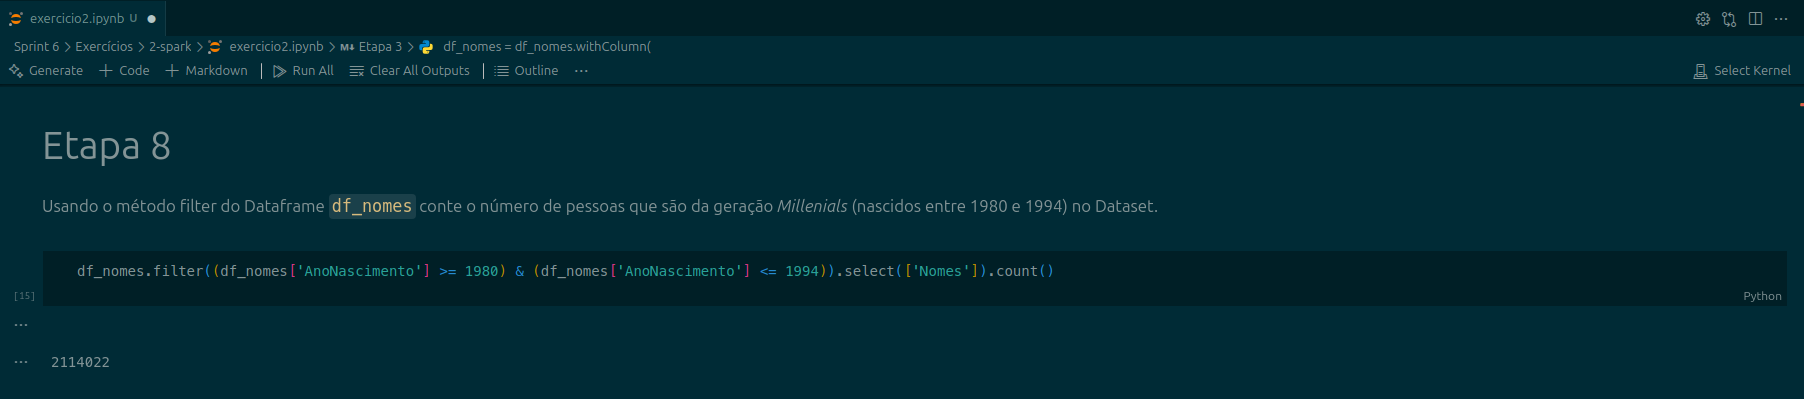 exercicio2.ipynb U ●
Sprint 6 > Exercícios > 2-spark > exercicio2.ipynb > M↓ Etapa 3 > df_nomes = df_nomes.withColumn(
Generate + Code + Markdown | Run All Clear All Outputs | Outline ··· Select Kernel
Etapa 8
Usando o método filter do Dataframe df_nomes conte o número de pessoas que são da geração Millenials (nascidos entre 1980 e 1994) no Dataset.
df_nomes.filter((df_nomes['AnoNascimento'] >= 1980) & (df_nomes['AnoNascimento'] <= 1994)).select(['Nomes']).count()
[15] Python
···
··· 2114022